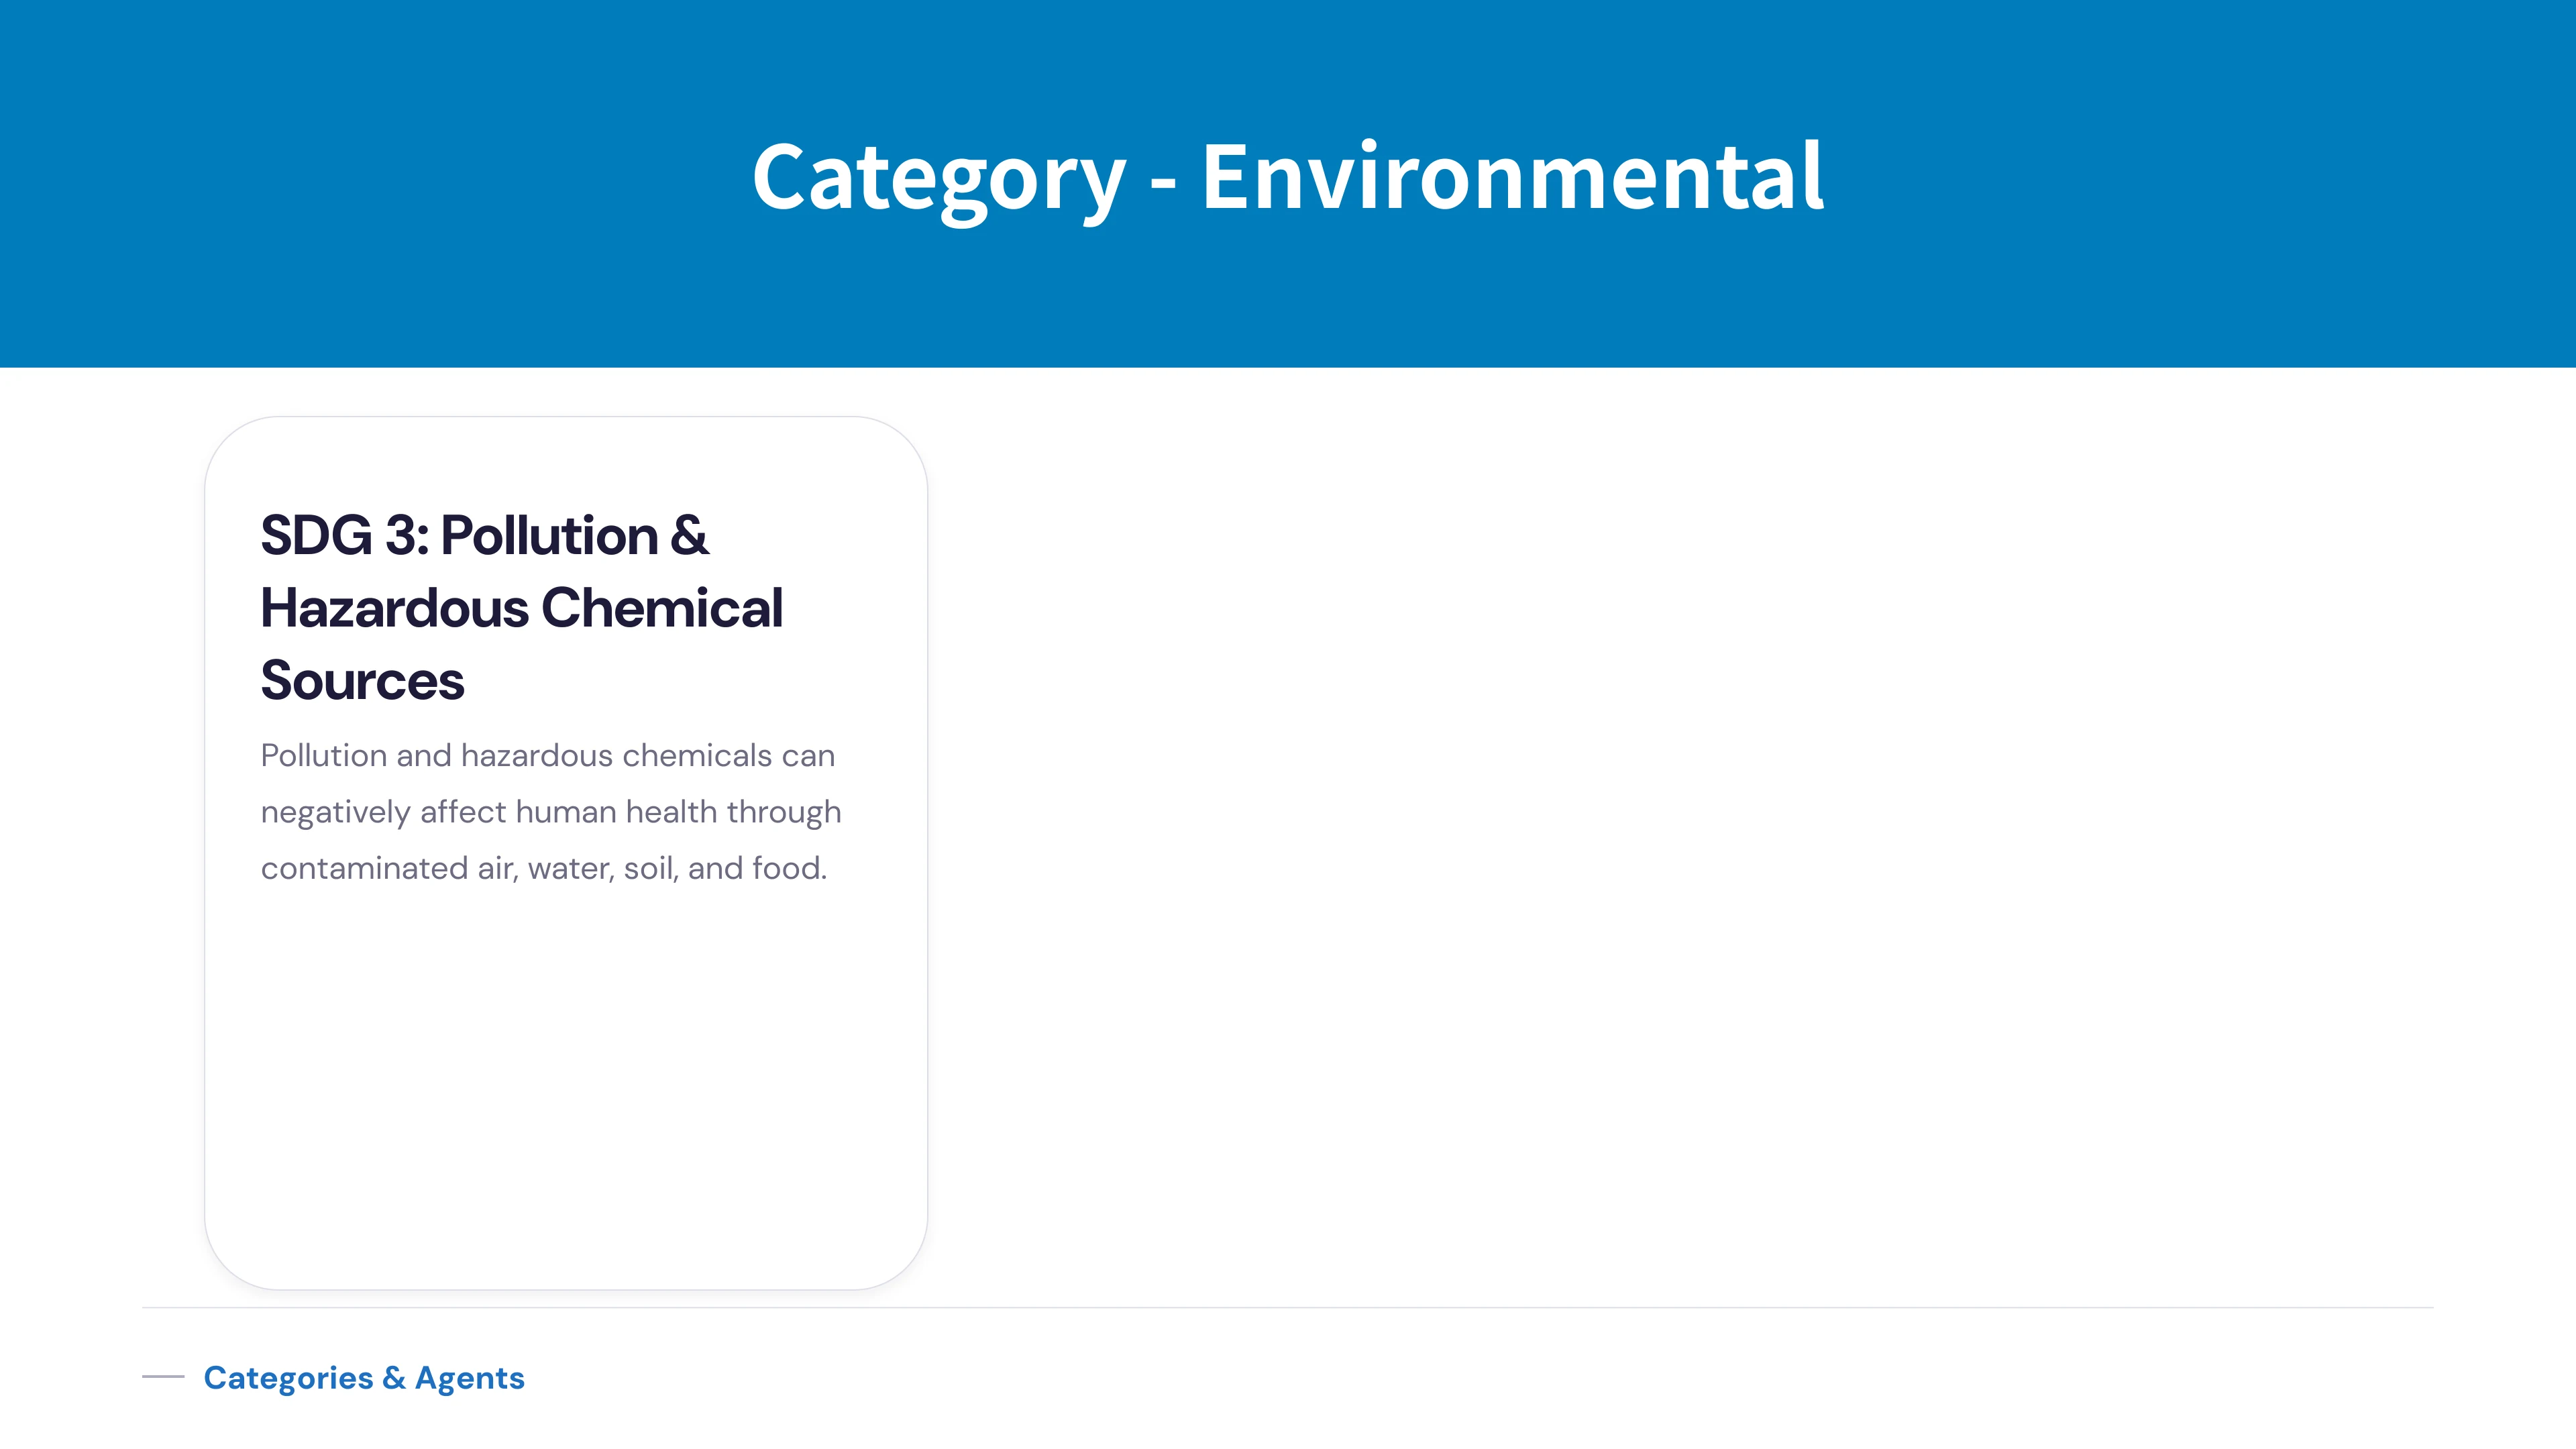 Category - Environmental
SDG 3: Pollution &
Hazardous Chemical
Sources
Pollution and hazardous chemicals can
negatively affect human health through
contaminated air, water, soil, and food.
Categories & Agents